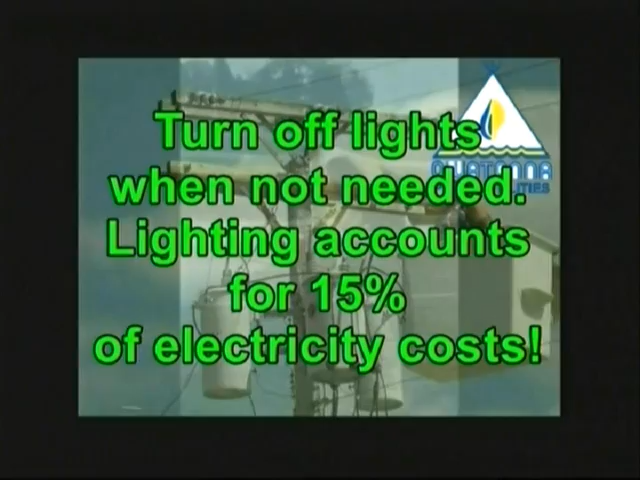 Turn off lights
when not needed.
Lighting accounts
for 15%
of electricity costs!